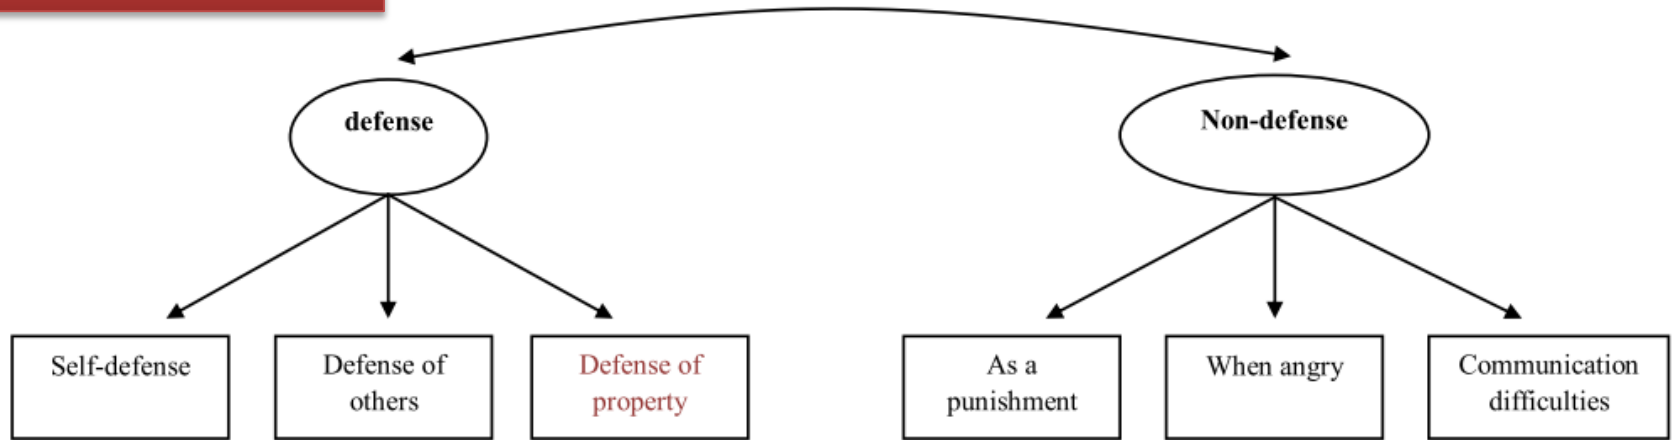 defense
Non-defense
Self-defense
Defense of
others
Defense of
property
As a
punishment
When angry
Communication
difficulties